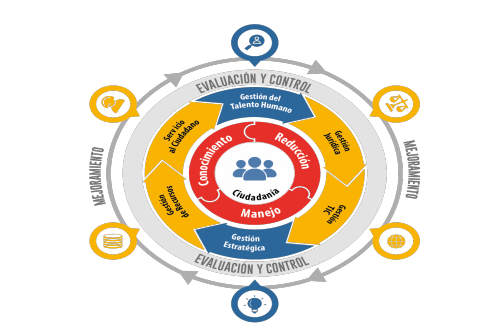 EVALUACIÓN Y CONTROL
Gestión del
Talento Humano
Servicio
al Ciudadano
Gestión
Jurídica
Conocimiento
Reducción
MEJORAMIENTO
MEJORAMIENTO
Ciudadanía
Manejo
Gestión
de Recursos
Gestión
TIC
Gestión
Estratégica
EVALUACIÓN Y CONTROL